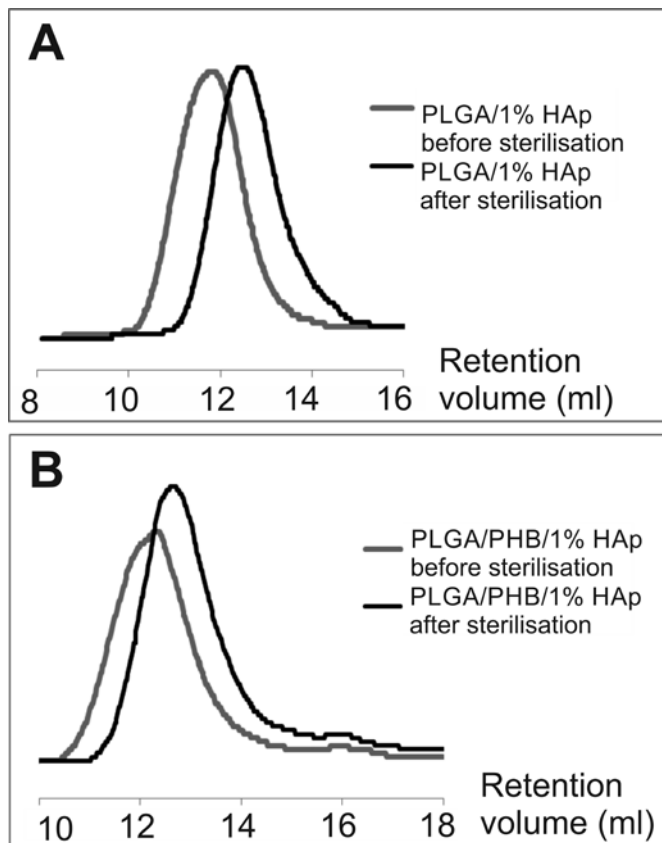 A
PLGA/1% HAp
before sterilisation
PLGA/1% HAp
after sterilisation
Retention
8 10 12 14 16 volume (ml)
B
PLGA/PHB/1% HAp
before sterilisation
PLGA/PHB/1% HAp
after sterilisation
Retention
10 12 14 16 18 volume (ml)